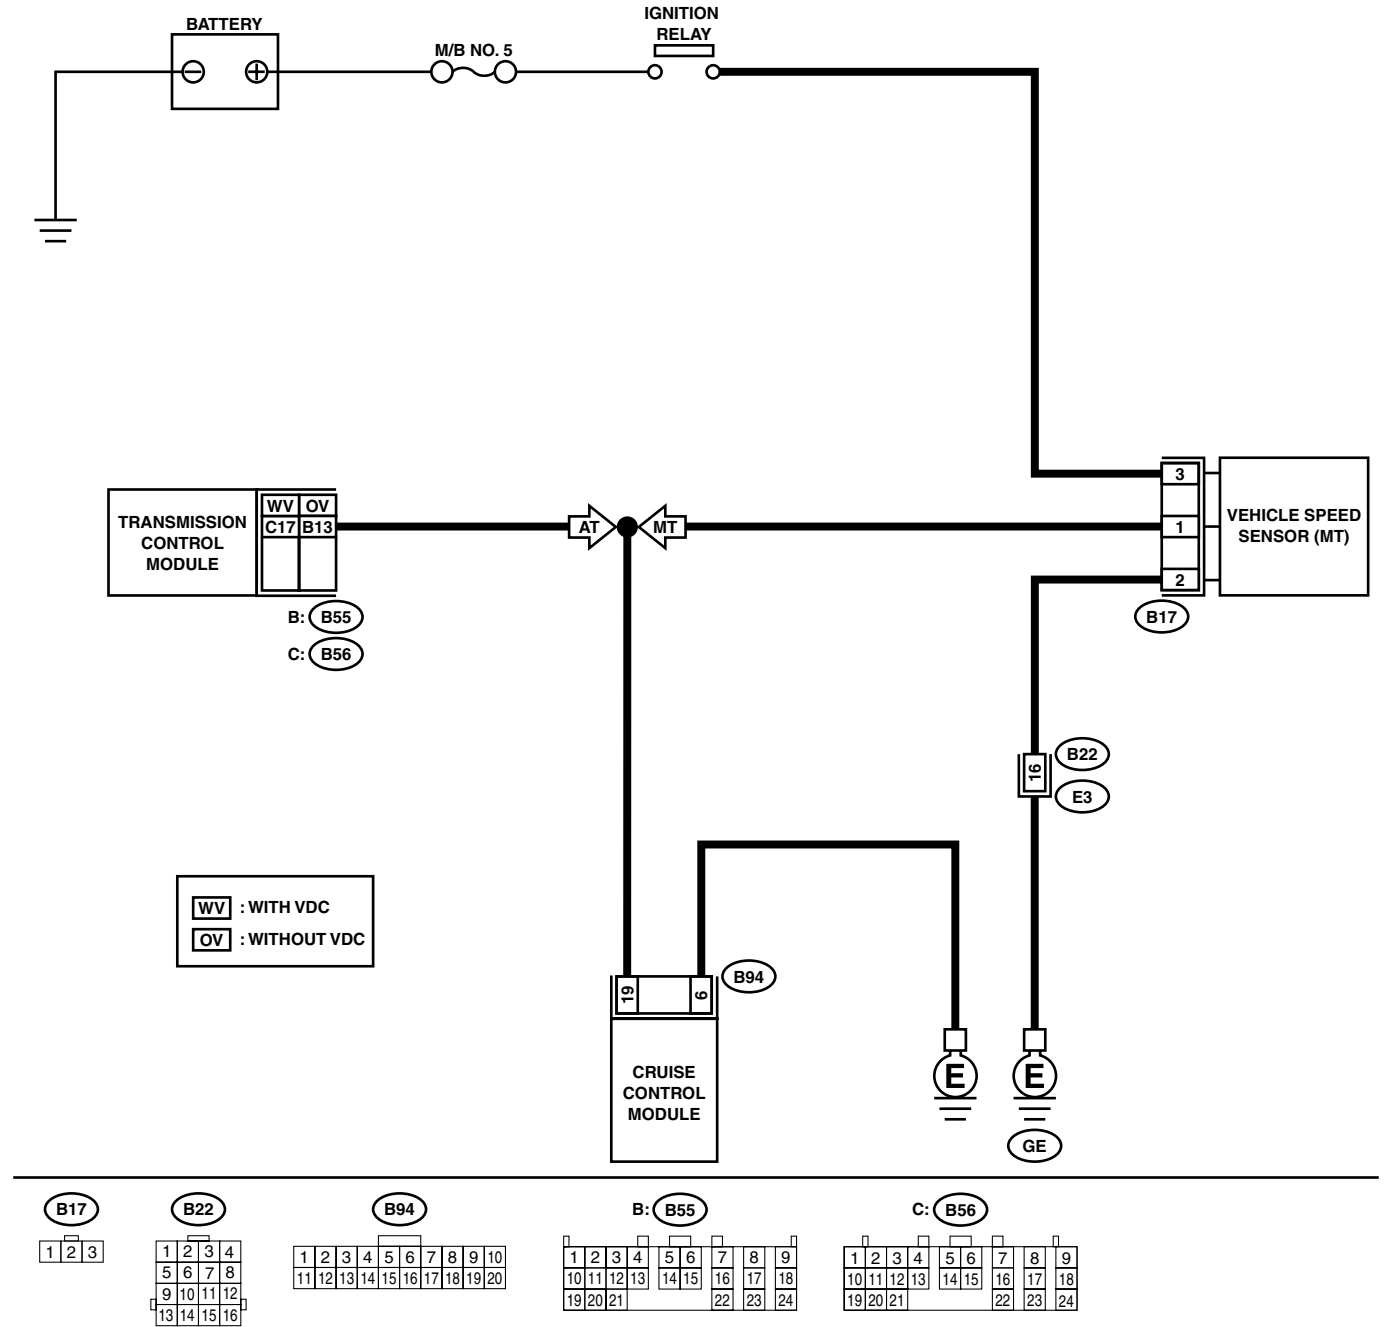 BATTERY
M/B NO. 5
IGNITION
RELAY
TRANSMISSION
CONTROL
MODULE
WV OV
C17 B13
B: B55
C: B56
AT
MT
3
1
2
VEHICLE SPEED
SENSOR (MT)
B17
16
B22
E3
WV : WITH VDC
OV : WITHOUT VDC
19
6
B94
CRUISE
CONTROL
MODULE
E
E
GE
B17
1 2 3
B22
1 2 3 4
5 6 7 8
9 10 11 12
13 14 15 16
B94
1 2 3 4 5 6 7 8 9 10
11 12 13 14 15 16 17 18 19 20
B: B55
1 2 3 4 5 6 7 8 9
10 11 12 13 14 15 16 17 18
19 20 21 22 23 24
C: B56
1 2 3 4 5 6 7 8 9
10 11 12 13 14 15 16 17 18
19 20 21 22 23 24